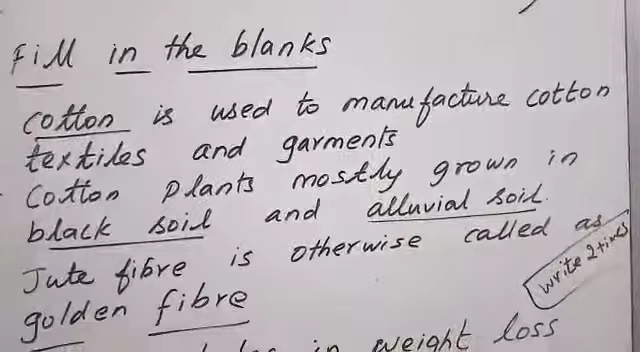 Fill in the blanks
cotton is used to manufacture cotton
textiles and garments
Cotton plants mostly grown in
black soil and alluvial soil.
Jute fibre is otherwise called as
golden fibre
write 2 times
in weight loss